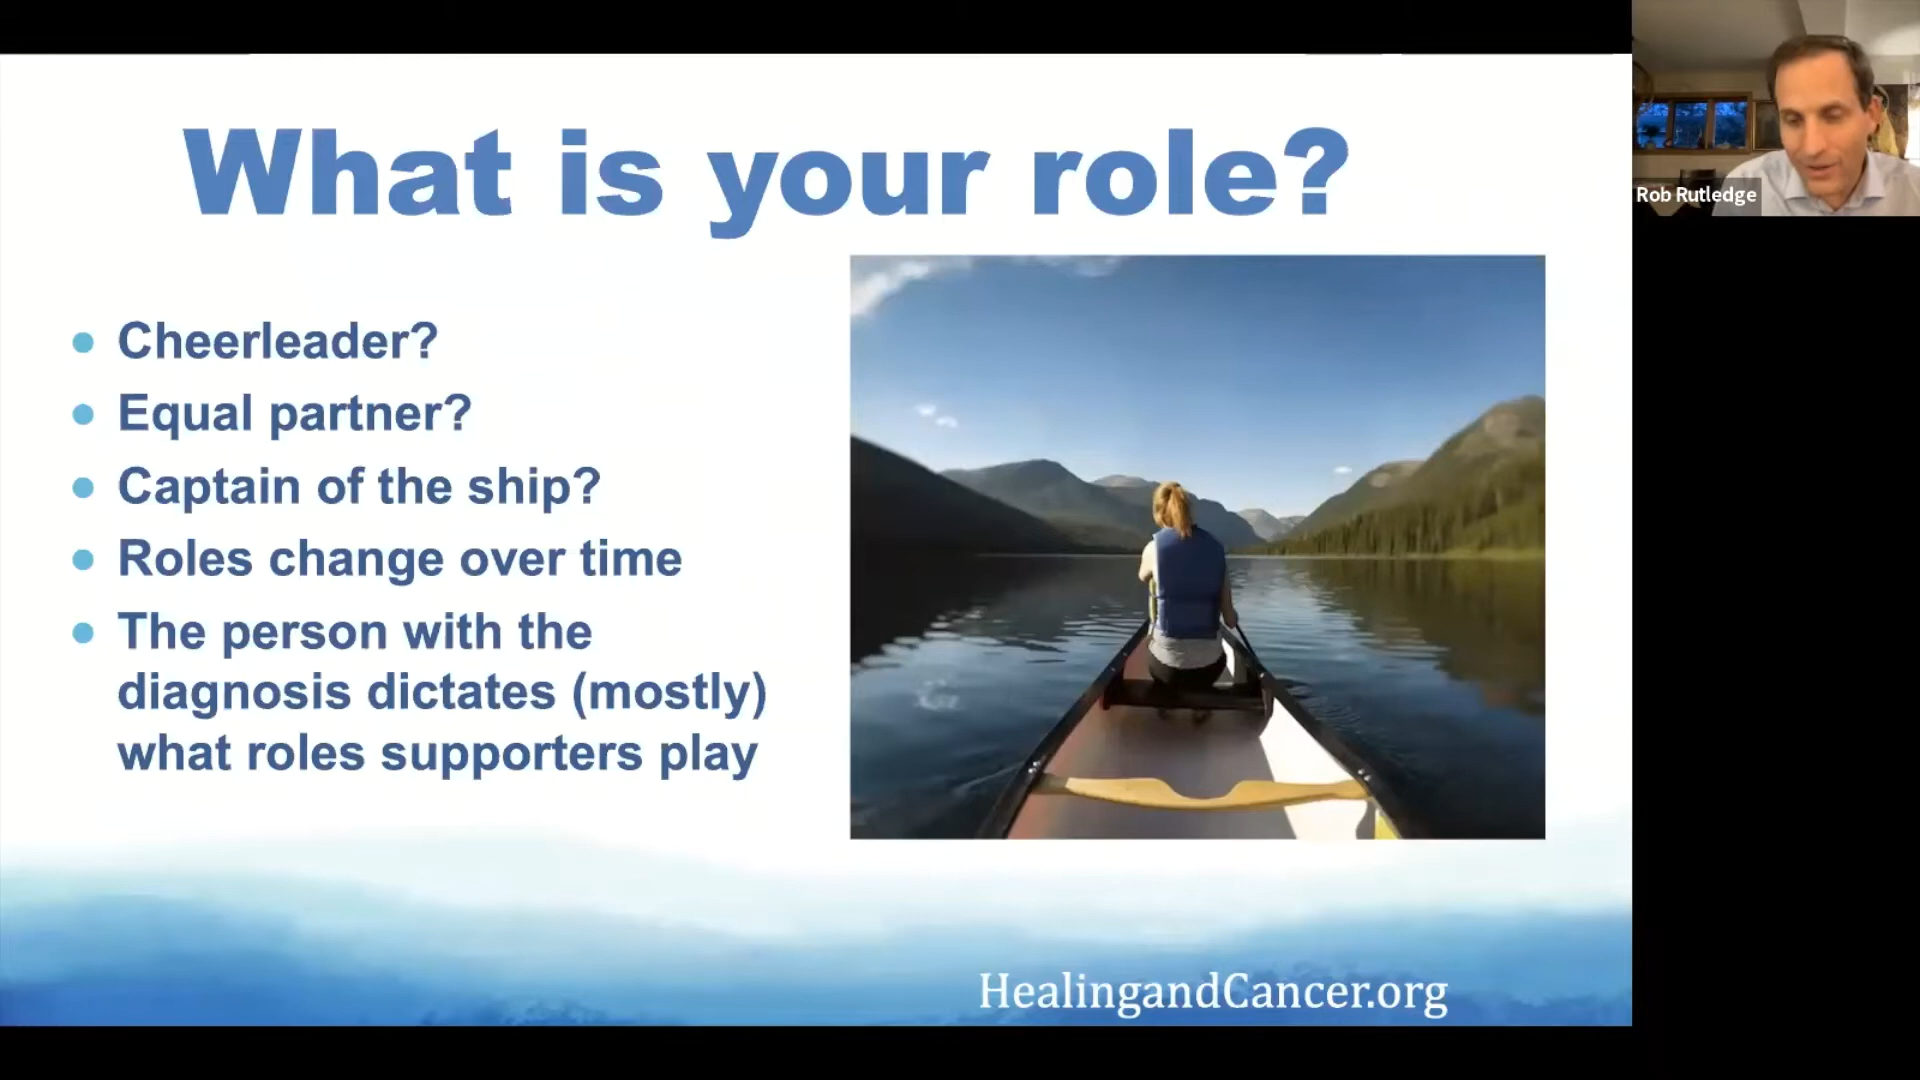 What is your role?
Cheerleader?
Equal partner?
Captain of the ship?
Roles change over time
The person with the
diagnosis dictates (mostly)
what roles supporters play
HealingandCancer.org
Rob Rutledge